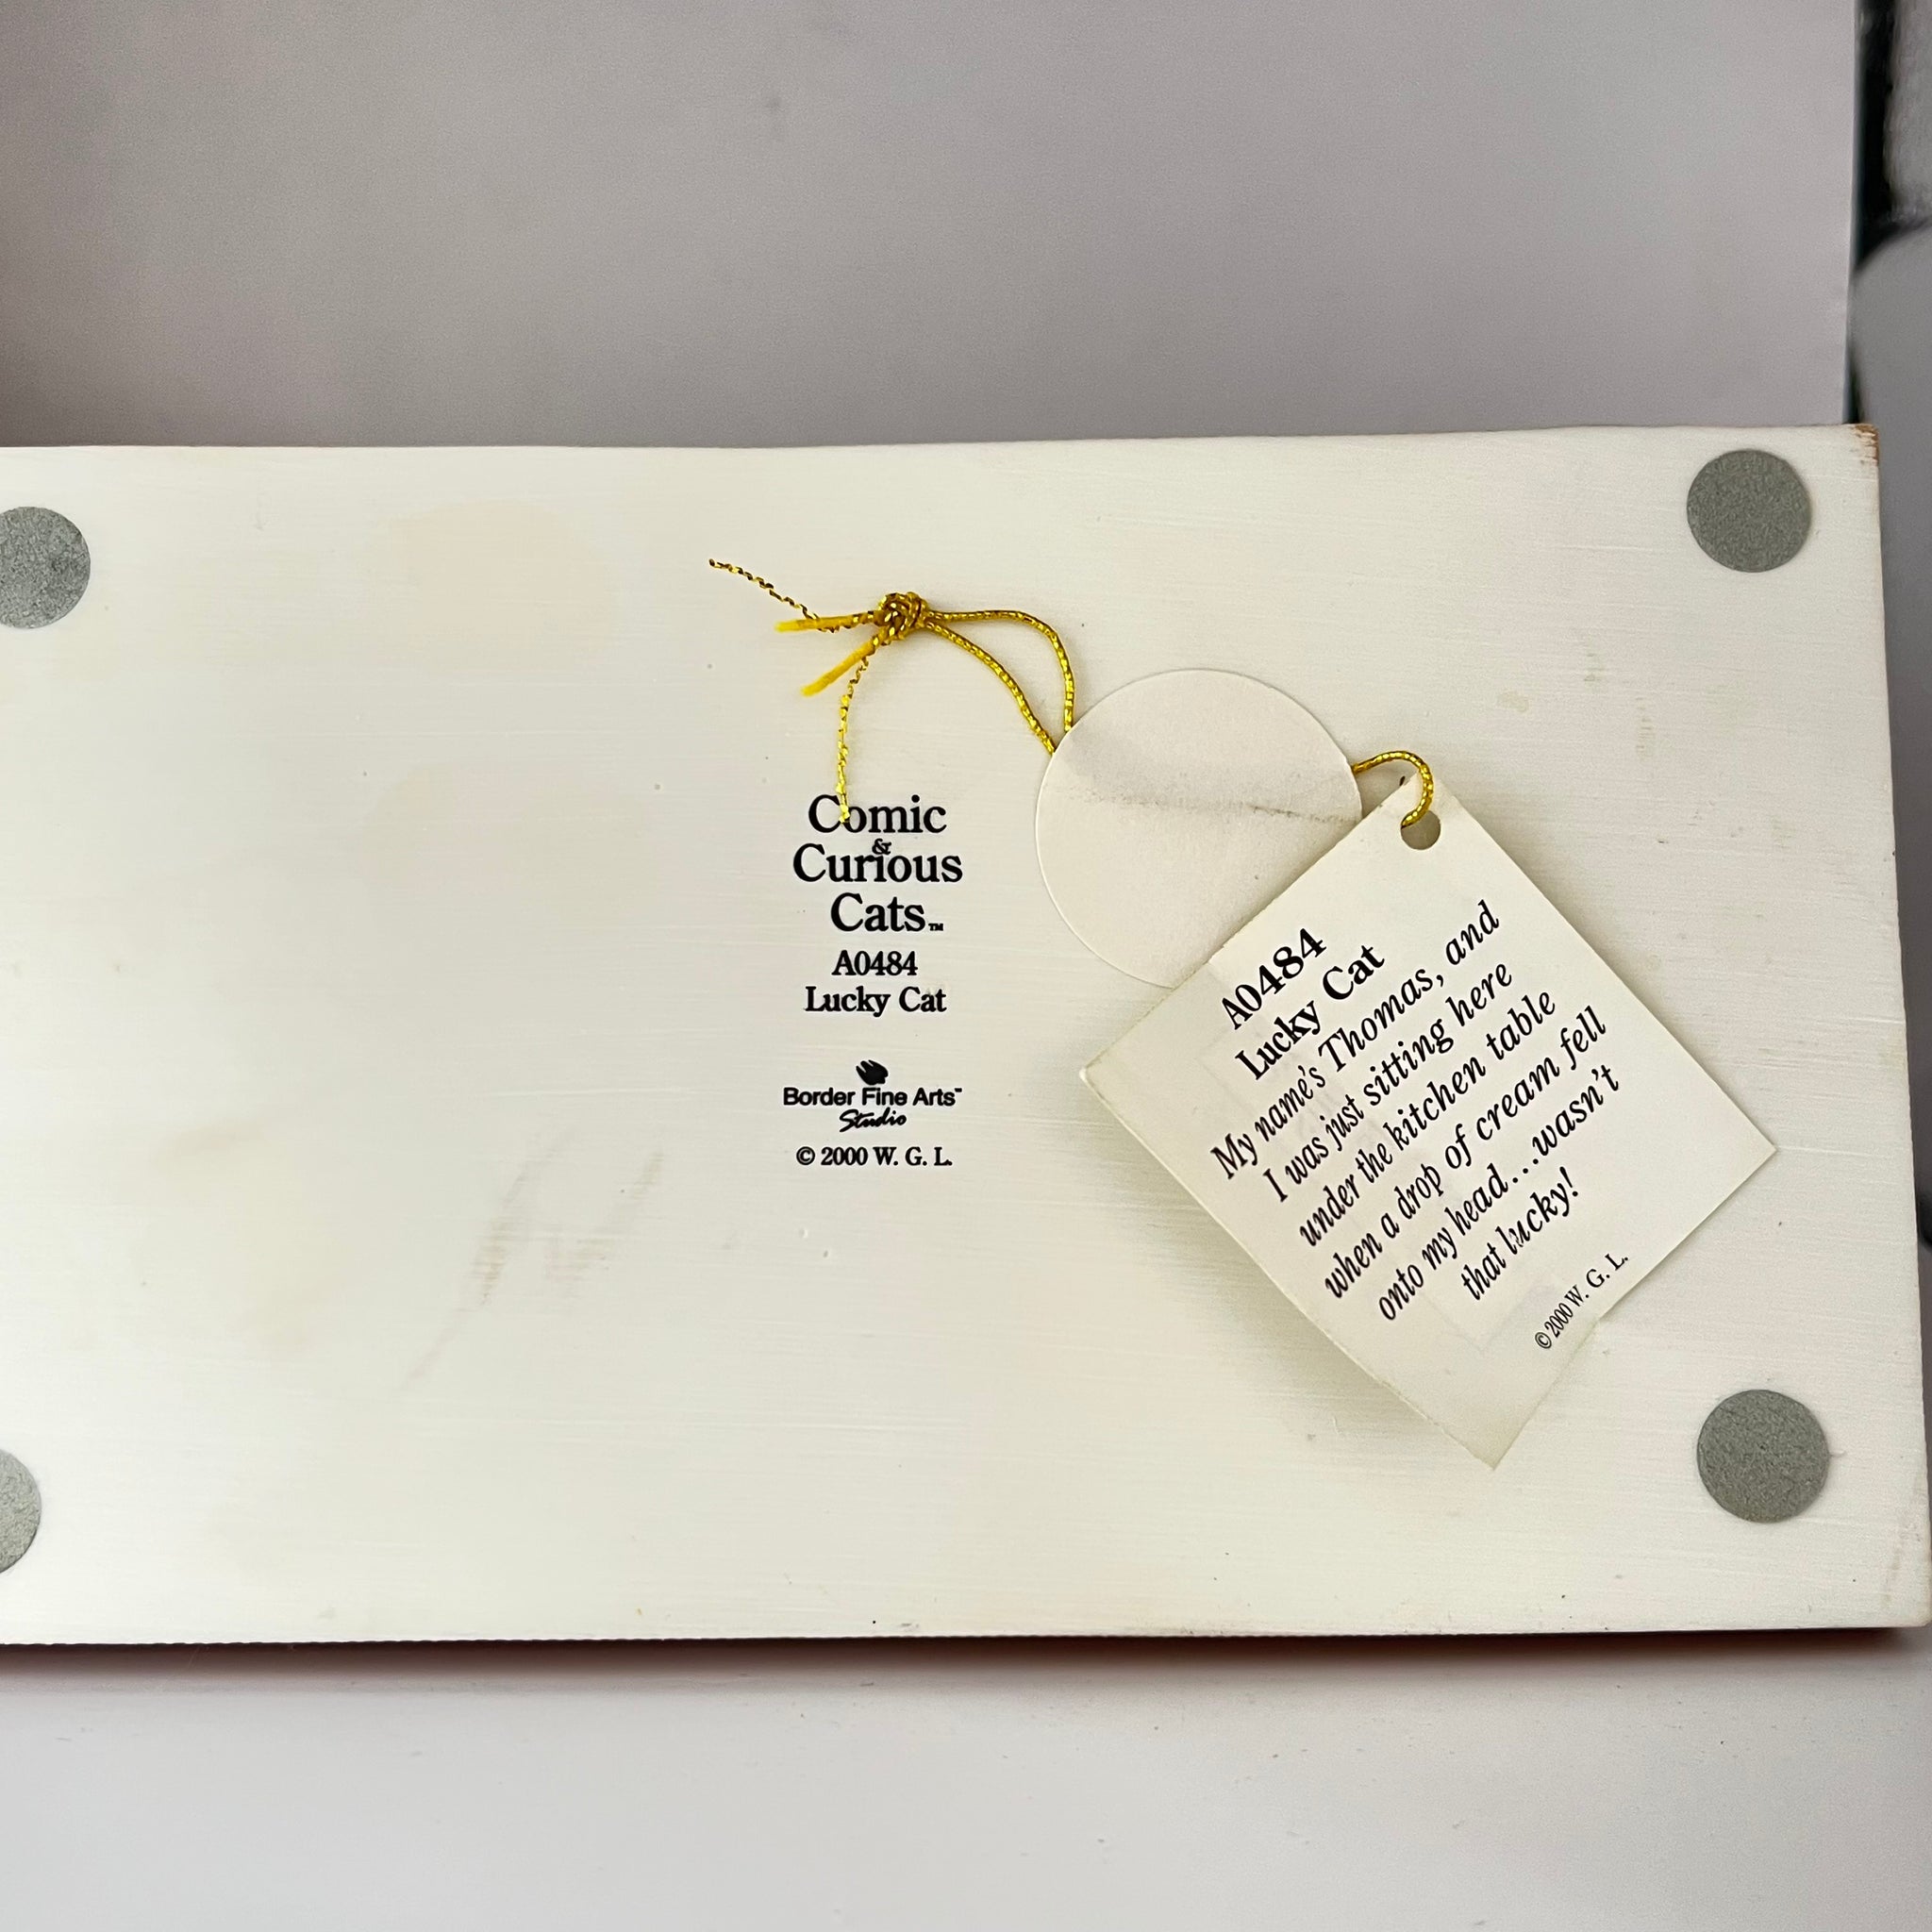 Comic
&
Curious
Cats™
A0484
Lucky Cat
Border Fine Arts™
Studio
© 2000 W. G. L.
A0484
Lucky Cat
My name's Thomas, and
I was just sitting here
under the kitchen table
when a drop of cream fell
onto my head...wasn't
that lucky!
© 2000 W. G. L.